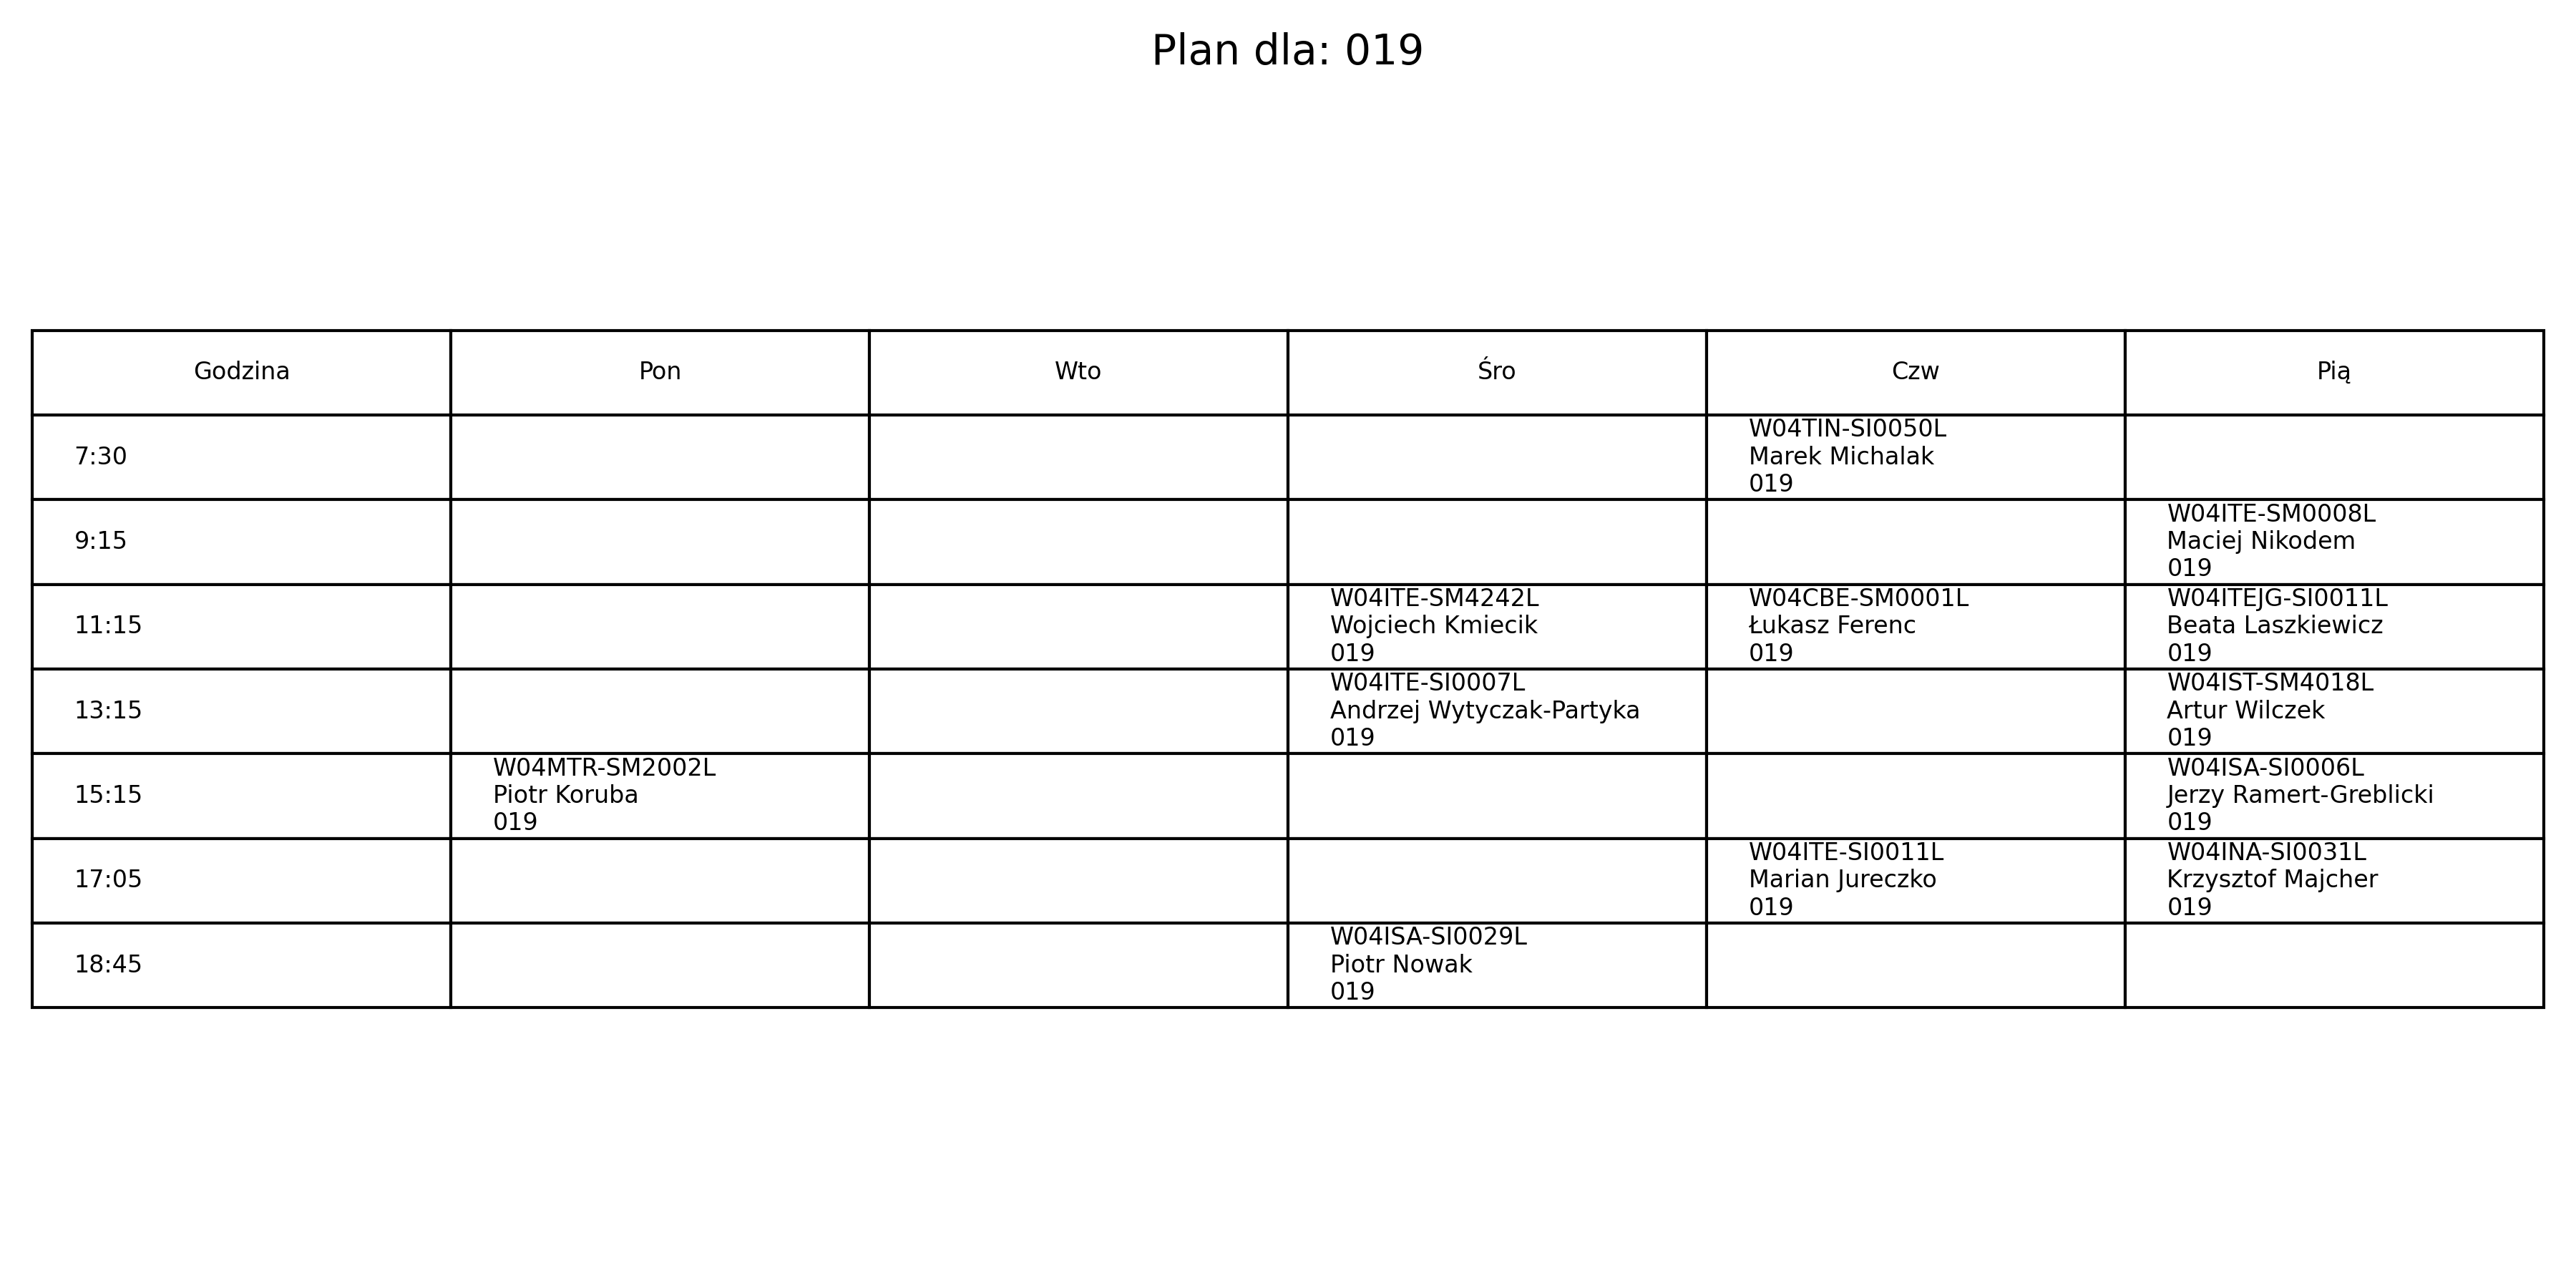 Plan dla: 019
Godzina Pon Wto Śro Czw Pią
7:30
W04TIN-SI0050L
Marek Michalak
019
9:15
W04ITE-SM0008L
Maciej Nikodem
019
11:15
W04ITE-SM4242L
Wojciech Kmiecik
019
W04CBE-SM0001L
Łukasz Ferenc
019
W04ITEJG-SI0011L
Beata Laszkiewicz
019
13:15
W04ITE-SI0007L
Andrzej Wytyczak-Partyka
019
W04IST-SM4018L
Artur Wilczek
019
15:15
W04MTR-SM2002L
Piotr Koruba
019
W04ISA-SI0006L
Jerzy Ramert-Greblicki
019
17:05
W04ITE-SI0011L
Marian Jureczko
019
W04INA-SI0031L
Krzysztof Majcher
019
18:45
W04ISA-SI0029L
Piotr Nowak
019